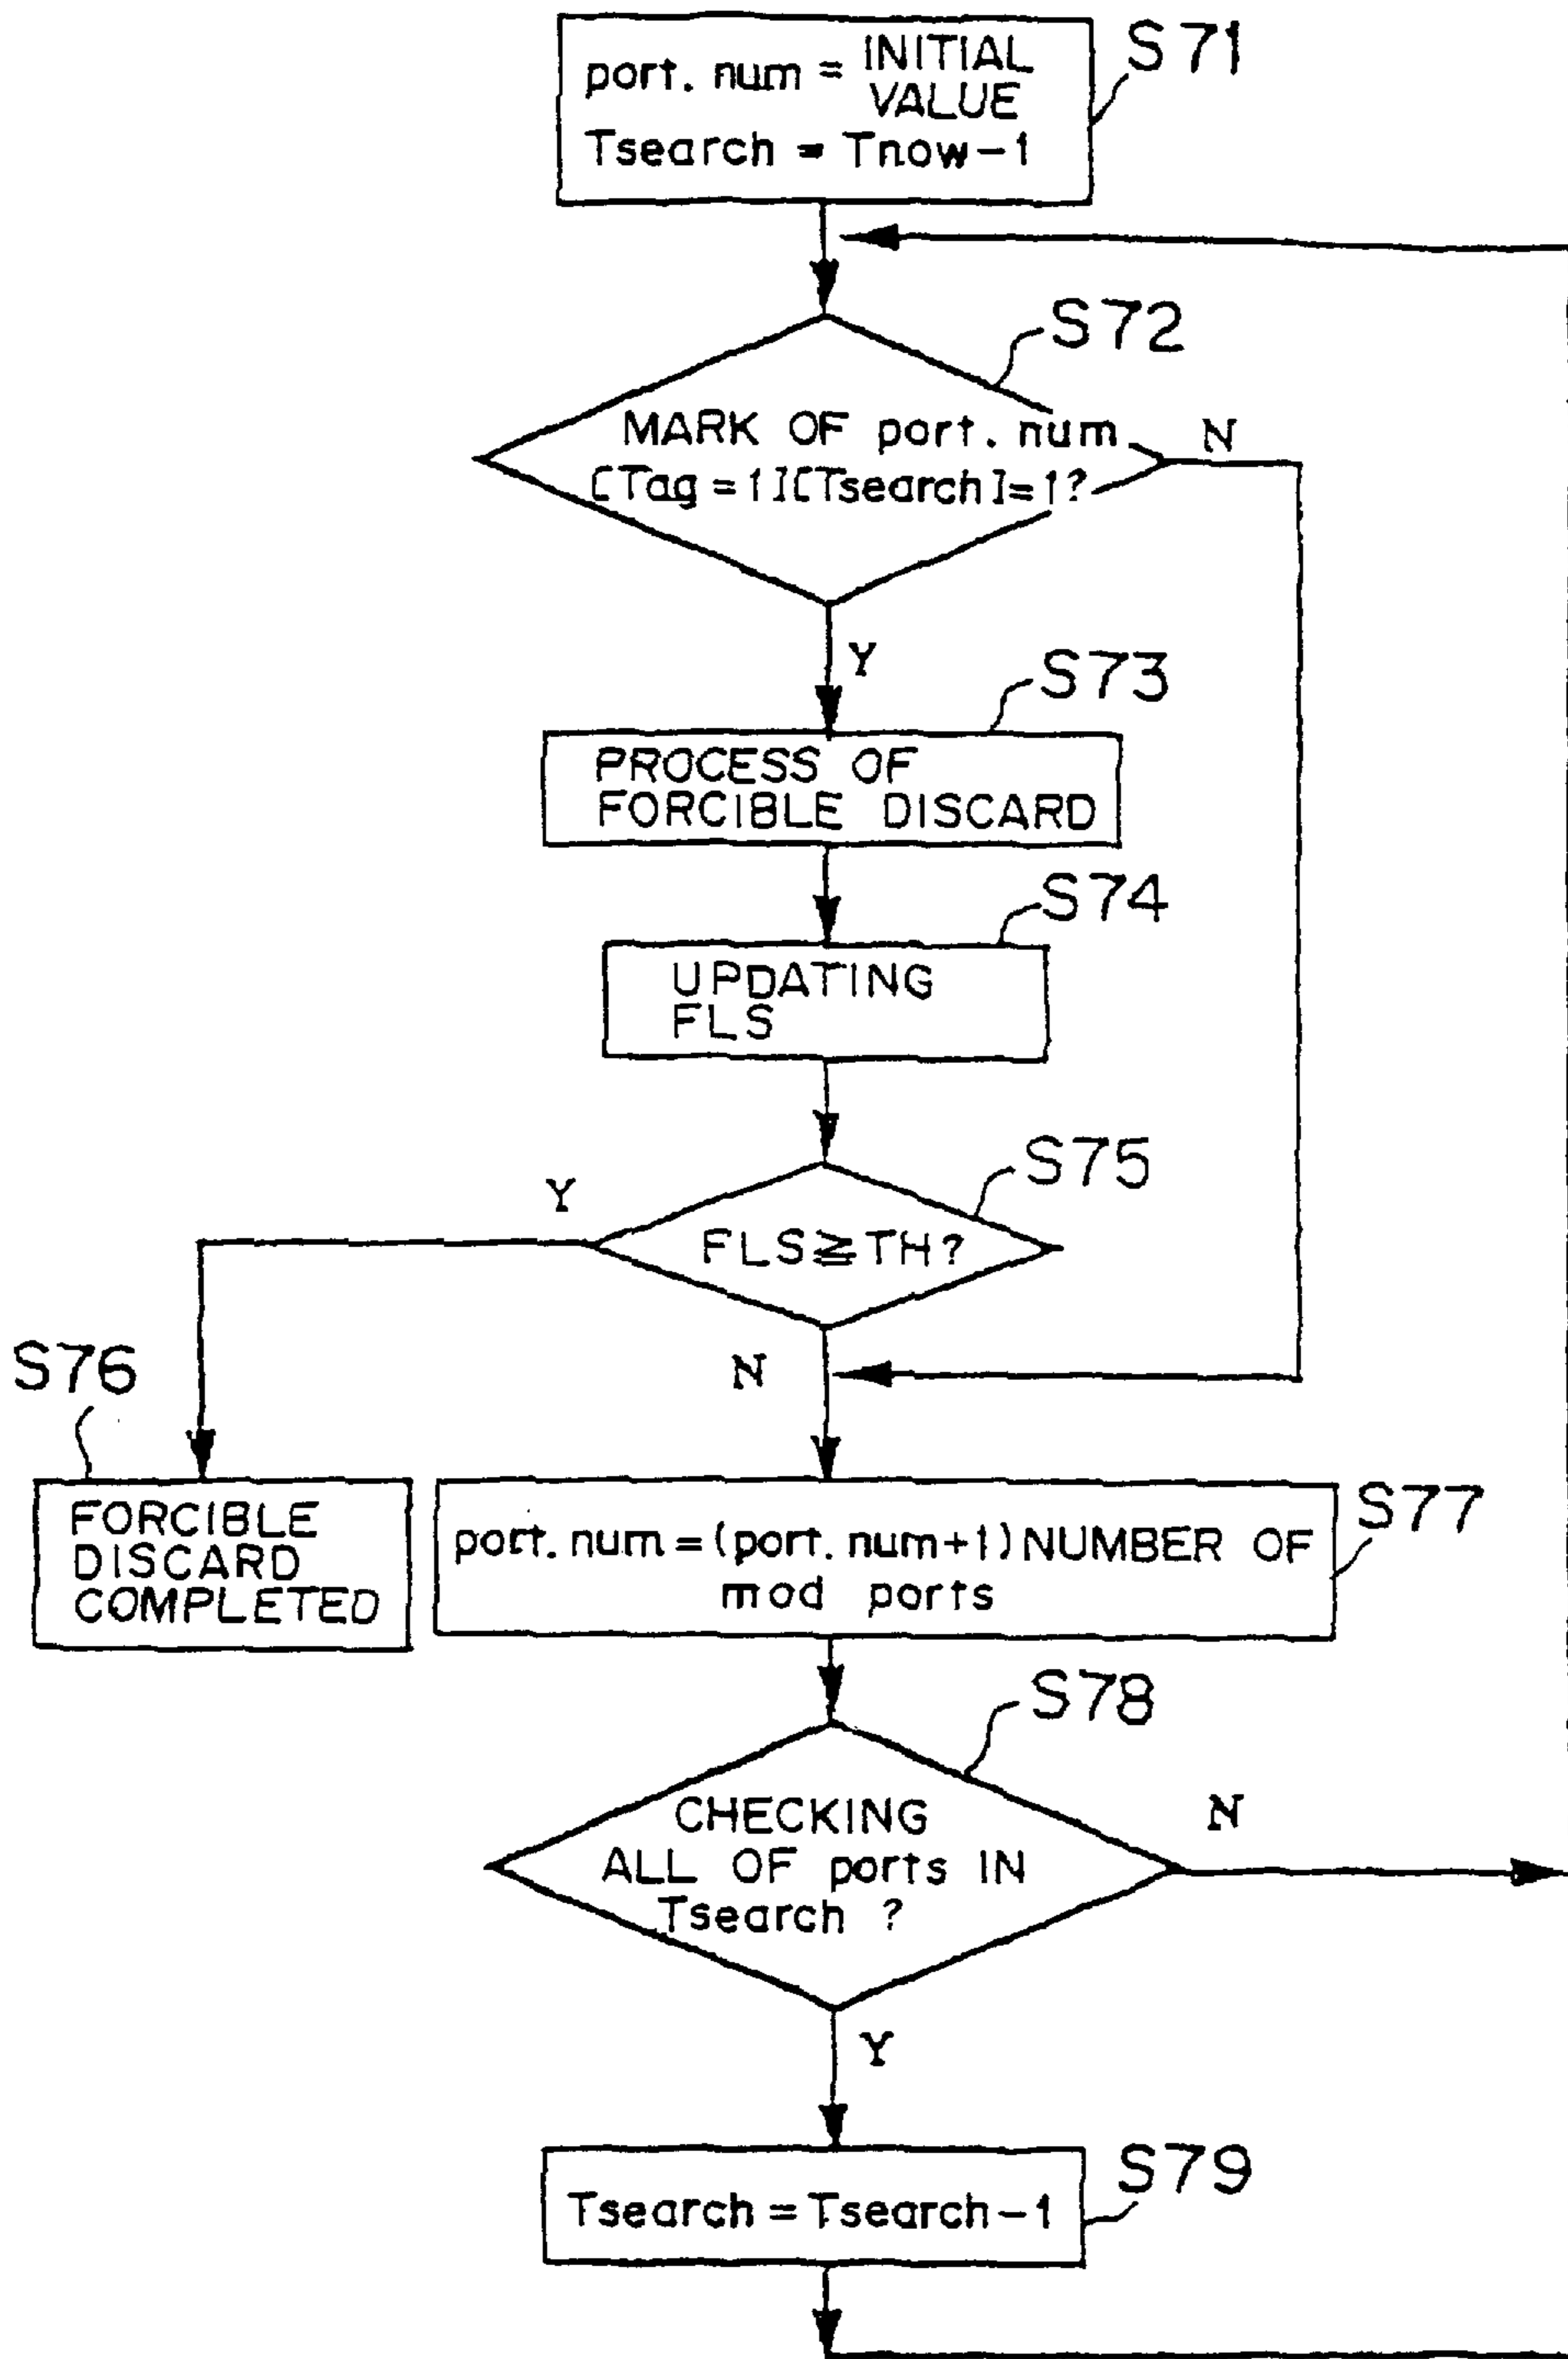 port. num = INITIAL
VALUE
Tsearch = Tnow-1
S71
S72
MARK OF port. num
[Tag = 1][Tsearch]=1?
N
Y
S73
PROCESS OF
FORCIBLE DISCARD
S74
UPDATING
FLS
S75
Y
FLS≧TH?
N
S76
FORCIBLE
DISCARD
COMPLETED
S77
port. num = (port. num+1) NUMBER OF
mod ports
S78
CHECKING
ALL OF ports IN
Tsearch ?
N
Y
S79
Tsearch = Tsearch-1